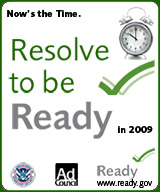 Now's the Time.
Resolve
to be
Ready in 2009
Ad
Council
Ready
www.ready.gov